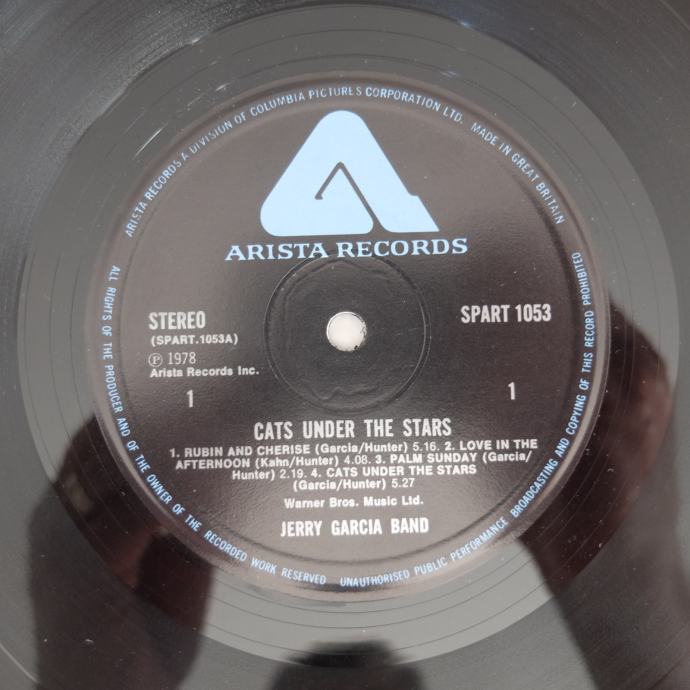 ARISTA RECORDS A DIVISION OF COLUMBIA PICTURES CORPORATION LTD. MADE IN GREAT BRITAIN
ARISTA RECORDS
STEREO
(SPART.1053A)
SPART 1053
Ⓟ 1978
Arista Records Inc.
1
1
CATS UNDER THE STARS
1. RUBIN AND CHERISE (Garcia/Hunter) 5.16. 2. LOVE IN THE
AFTERNOON (Kahn/Hunter) 4.08. 3. PALM SUNDAY (Garcia/
Hunter) 2.19. 4. CATS UNDER THE STARS
(Garcia/Hunter) 5.27
Warner Bros. Music Ltd.
JERRY GARCIA BAND
ALL RIGHTS OF THE PRODUCER AND OF THE OWNER OF THE RECORDED WORK RESERVED UNAUTHORISED PUBLIC PERFORMANCE BROADCASTING AND COPYING OF THIS RECORD PROHIBITED